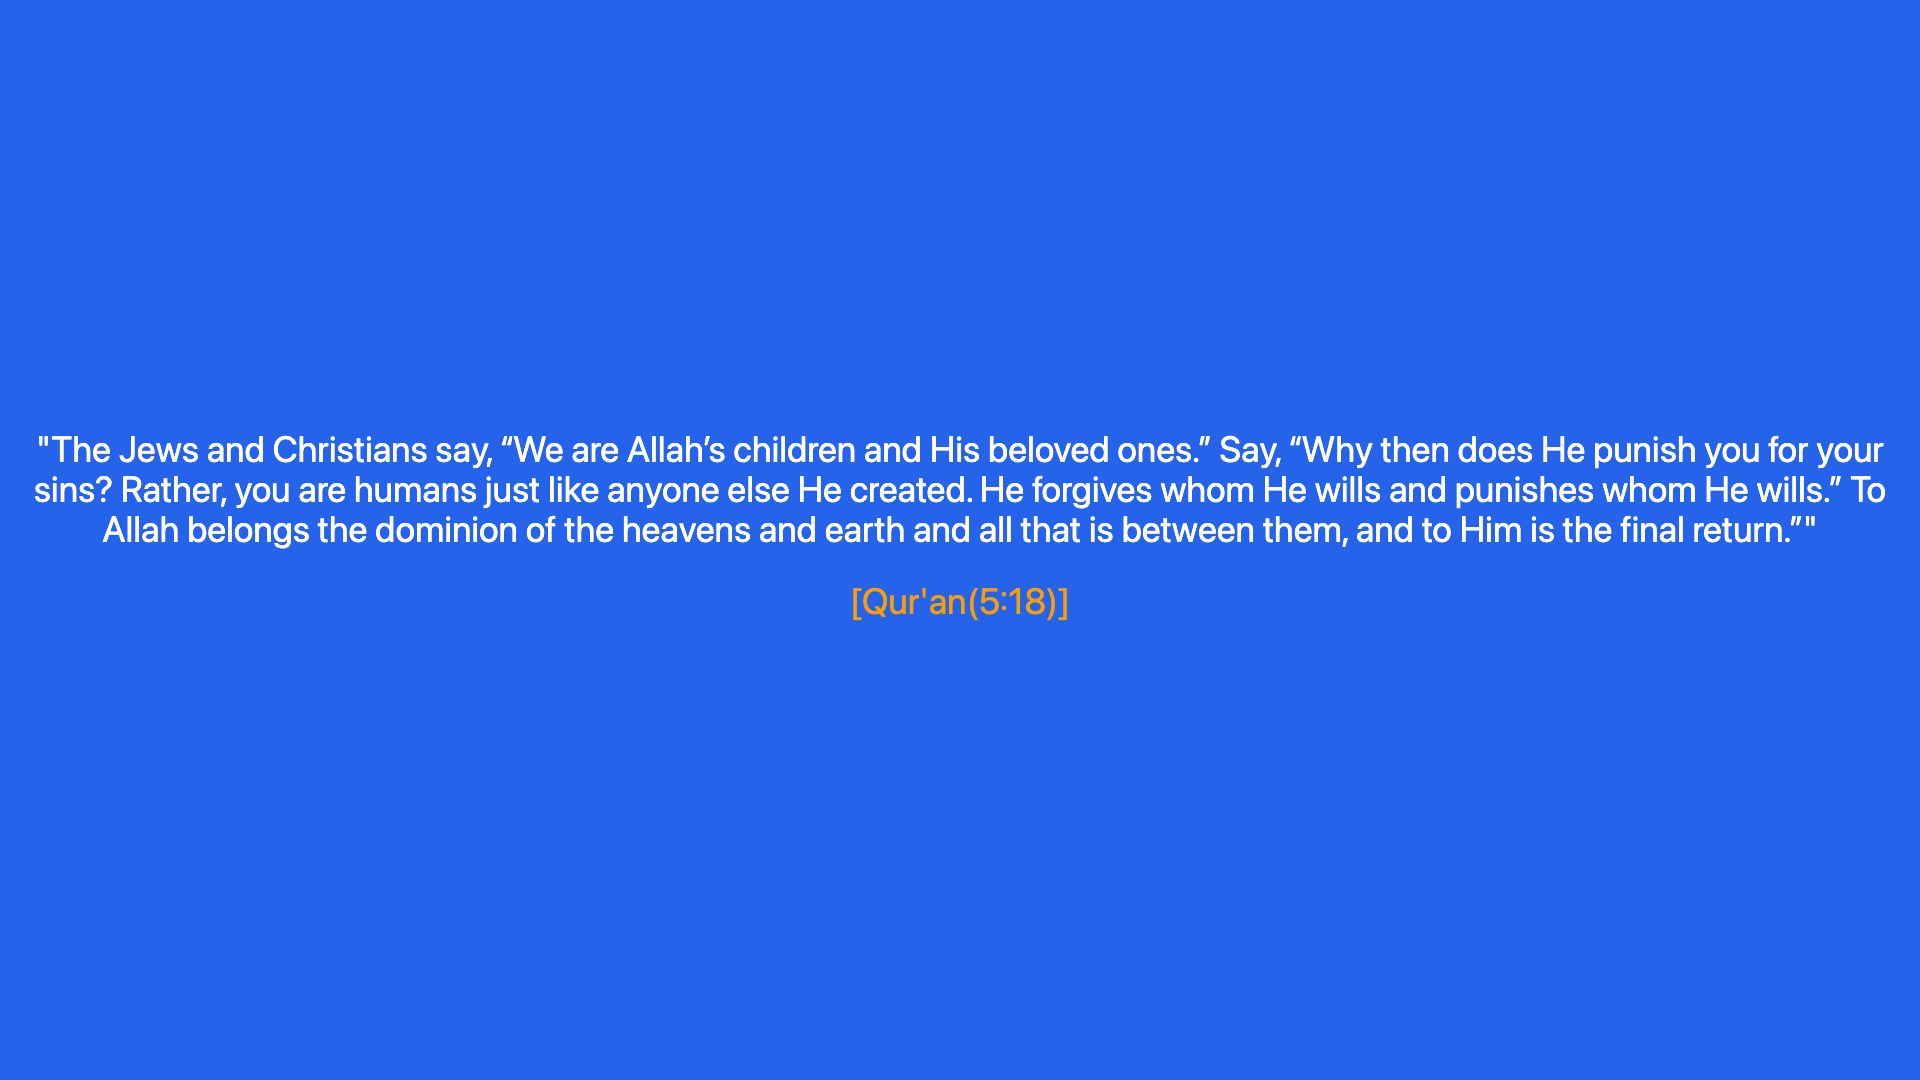 "The Jews and Christians say, “We are Allah’s children and His beloved ones.” Say, “Why then does He punish you for your
sins? Rather, you are humans just like anyone else He created. He forgives whom He wills and punishes whom He wills.” To
Allah belongs the dominion of the heavens and earth and all that is between them, and to Him is the final return.”"
[Qur'an(5:18)]